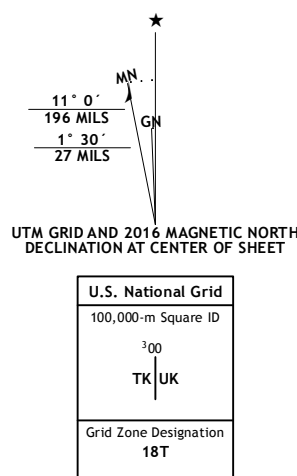 MN
GN
11° 0´
196 MILS
1° 30´
27 MILS
UTM GRID AND 2016 MAGNETIC NORTH
DECLINATION AT CENTER OF SHEET
U.S. National Grid
100,000-m Square ID
³00
TK UK
Grid Zone Designation
18T